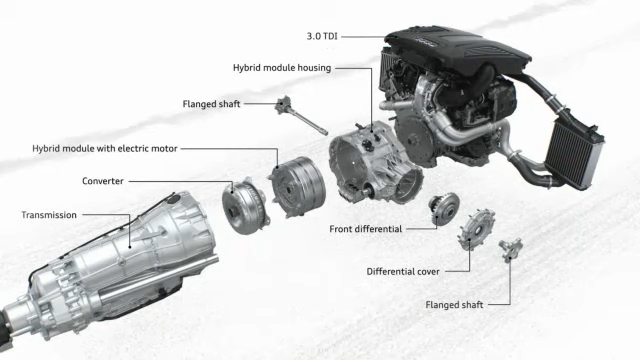 3.0 TDI
Hybrid module housing
Flanged shaft
Hybrid module with electric motor
Converter
Transmission
Front differential
Differential cover
Flanged shaft